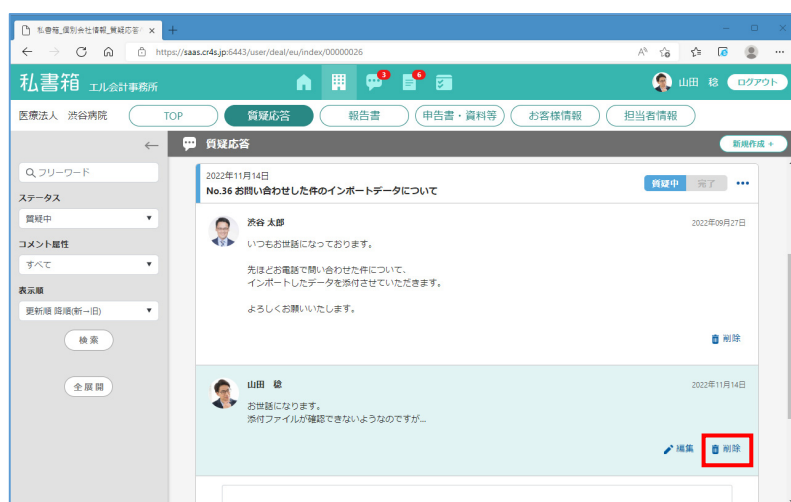 私書箱_個別会社情報_質疑応答
https://saas.cr4s.jp:6443/user/deal/eu/index/00000026
私書箱 エル会計事務所
3
6
山田 稔
ログアウト
医療法人 渋谷病院
TOP
質疑応答
報告書
申告書・資料等
お客様情報
担当者情報
質疑応答
新規作成 +
フリーワード
ステータス
質疑中
コメント属性
すべて
表示順
更新順 降順(新→旧)
検索
全展開
2022年11月14日
No.36 お問い合わせした件のインポートデータについて
質疑中
完了
渋谷 太郎
2022年09月27日
いつもお世話になっております。
先ほどお電話で問い合わせた件について、
インポートしたデータを添付させていただきます。
よろしくお願いいたします。
削除
山田 稔
2022年11月14日
お世話になります。
添付ファイルが確認できないようなのですが…
編集
削除